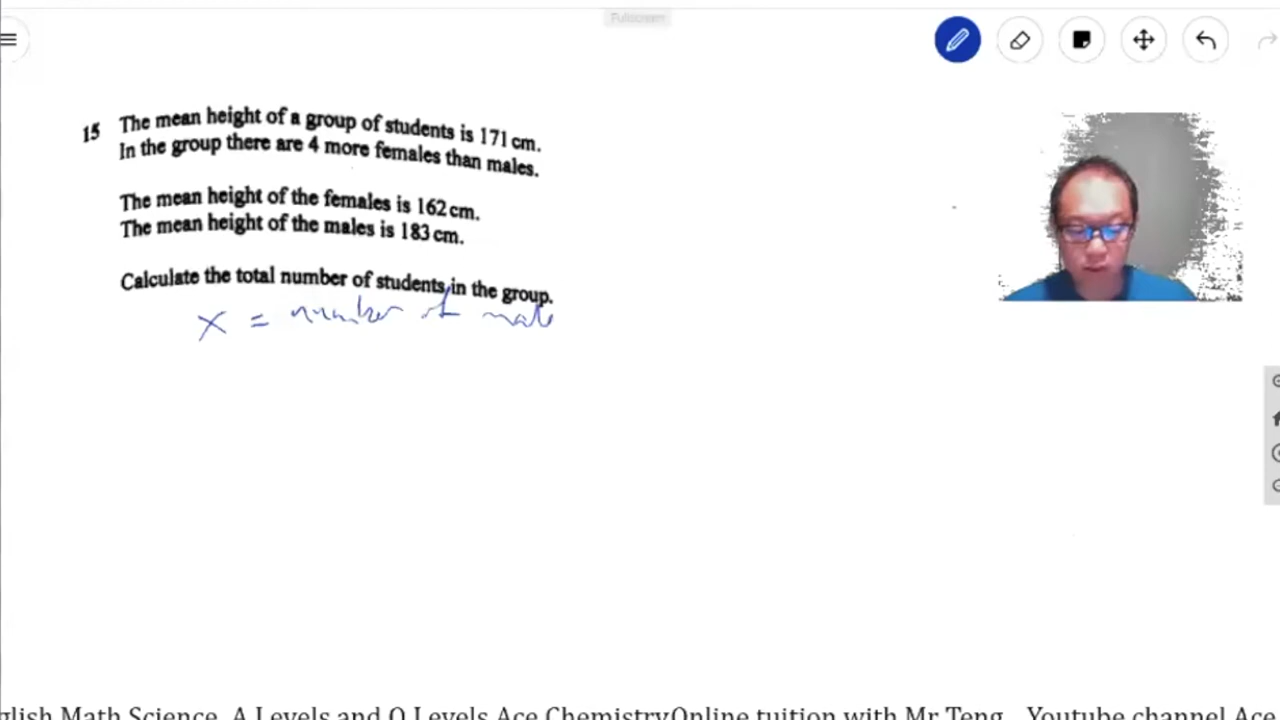 Fullscreen
15 The mean height of a group of students is 171 cm.
In the group there are 4 more females than males.
The mean height of the females is 162 cm.
The mean height of the males is 183 cm.
Calculate the total number of students in the group.
x = number of male
glish Math Science, A Levels and O Levels Ace ChemistryOnline tuition with Mr Teng Youtube channel Ace